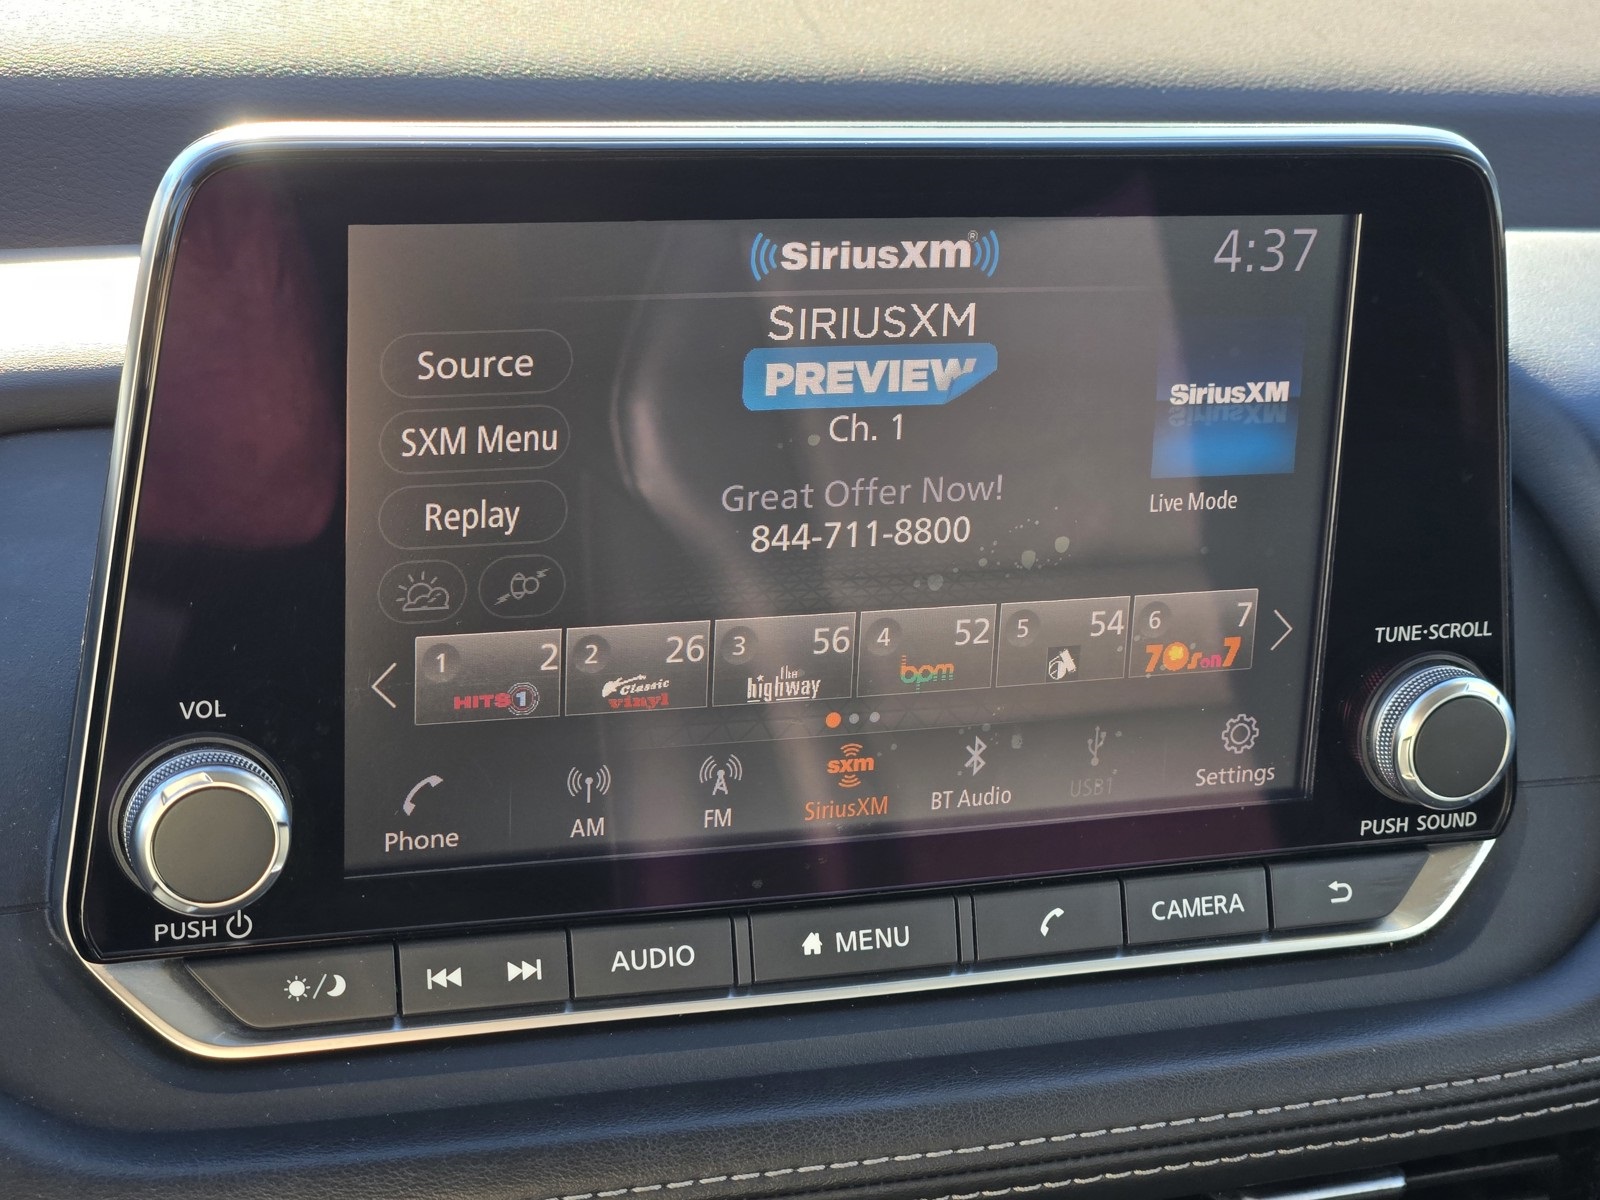 SiriusXm® 4:37
SIRIUSXM
PREVIEW
Ch. 1
Great Offer Now!
844-711-8800
Source
SXM Menu
Replay
SiriusXM
Live Mode
1 2 HITS 1
2 26 Classic vinyl
3 56 the highway
4 52 bpm
5 54
6 7 70s on 7
Phone
AM
FM
sxm
SiriusXM
BT Audio
USB1
Settings
VOL
PUSH
TUNE·SCROLL
PUSH SOUND
AUDIO
MENU
CAMERA